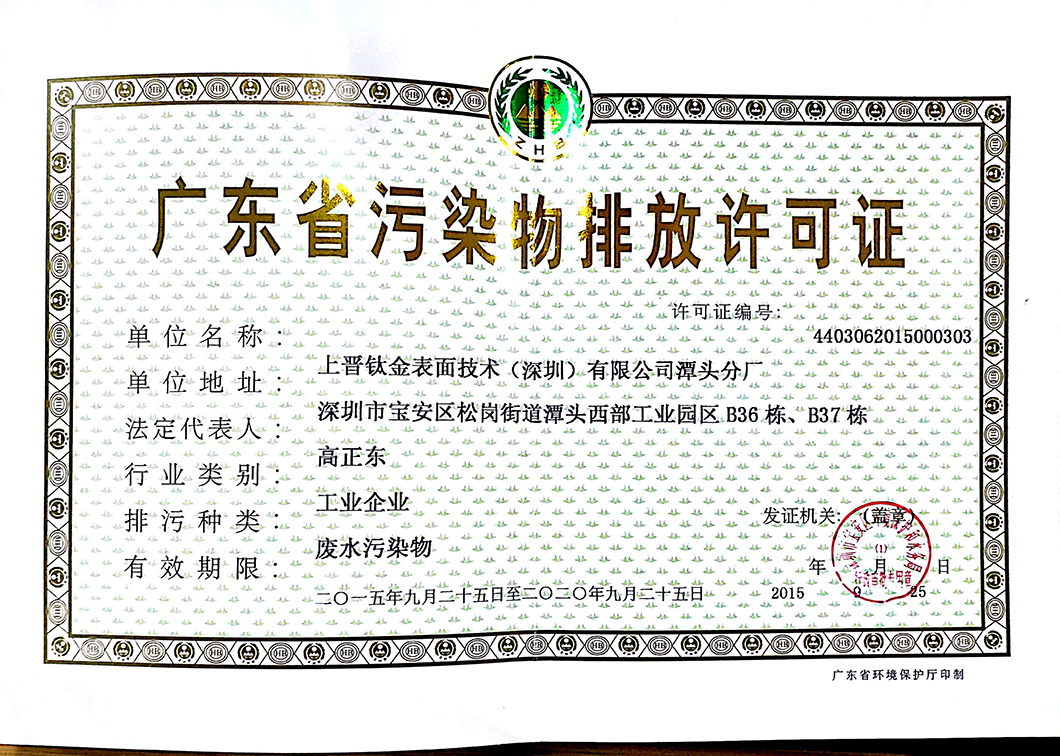 广东省污染物排放许可证
许可证编号:
4403062015000303
单位名称:
上晋钛金表面技术（深圳）有限公司潭头分厂
单位地址:
深圳市宝安区松岗街道潭头西部工业园区 B36 栋、B37 栋
法定代表人:
高正东
行业类别:
工业企业
排污种类:
废水污染物
有效期限:
二〇一五年九月二十五日至二〇二〇年九月二十五日
发证机关:（盖章）
(1)
年 月 日
2015 9 25
广东省环境保护厅印制